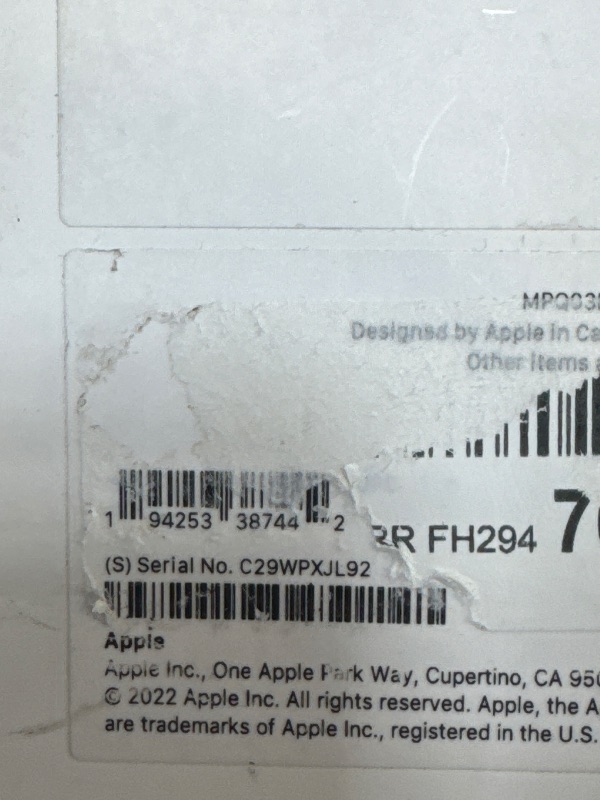 MPQ03
Designed by Apple in Ca
Other items
1 94253 38744 2
RR FH294 7
(S) Serial No. C29WPXJL92
Apple
Apple Inc., One Apple Park Way, Cupertino, CA 950
© 2022 Apple Inc. All rights reserved. Apple, the A
are trademarks of Apple Inc., registered in the U.S.